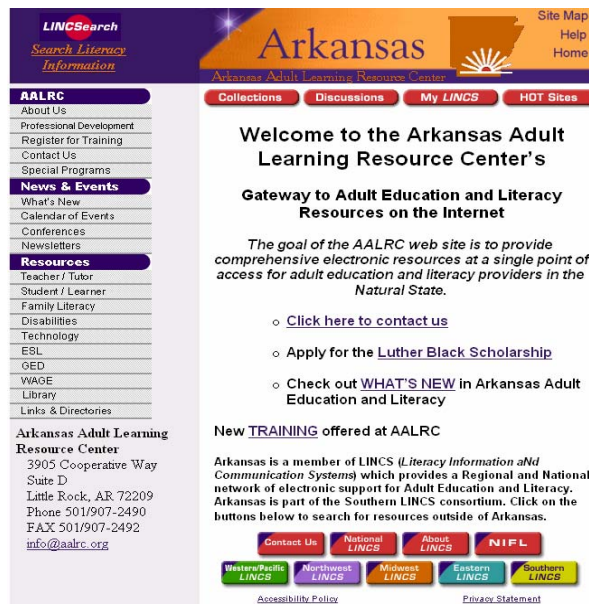 LINCSearch
Search Literacy
Information
Arkansas
Arkansas Adult Learning Resource Center
Site Map
Help
Home
AALRC
About Us
Professional Development
Register for Training
Contact Us
Special Programs
News & Events
What's New
Calendar of Events
Conferences
Newsletters
Resources
Teacher / Tutor
Student / Learner
Family Literacy
Disabilities
Technology
ESL
GED
WAGE
Library
Links & Directories
Arkansas Adult Learning
Resource Center
3905 Cooperative Way
Suite D
Little Rock, AR 72209
Phone 501/907-2490
FAX 501/907-2492
info@aalrc.org
Collections
Discussions
My LINCS
HOT Sites
Welcome to the Arkansas Adult
Learning Resource Center's
Gateway to Adult Education and Literacy
Resources on the Internet
The goal of the AALRC web site is to provide
comprehensive electronic resources at a single point of
access for adult education and literacy providers in the
Natural State.
Click here to contact us
Apply for the Luther Black Scholarship
Check out WHAT'S NEW in Arkansas Adult
Education and Literacy
New TRAINING offered at AALRC
Arkansas is a member of LINCS (Literacy Information aNd
Communication Systems) which provides a Regional and National
network of electronic support for Adult Education and Literacy.
Arkansas is part of the Southern LINCS consortium. Click on the
buttons below to search for resources outside of Arkansas.
Contact Us
National
LINCS
About
LINCS
NIFL
Western/Pacific
LINCS
Northwest
LINCS
Midwest
LINCS
Eastern
LINCS
Southern
LINCS
Accessibility Policy
Privacy Statement